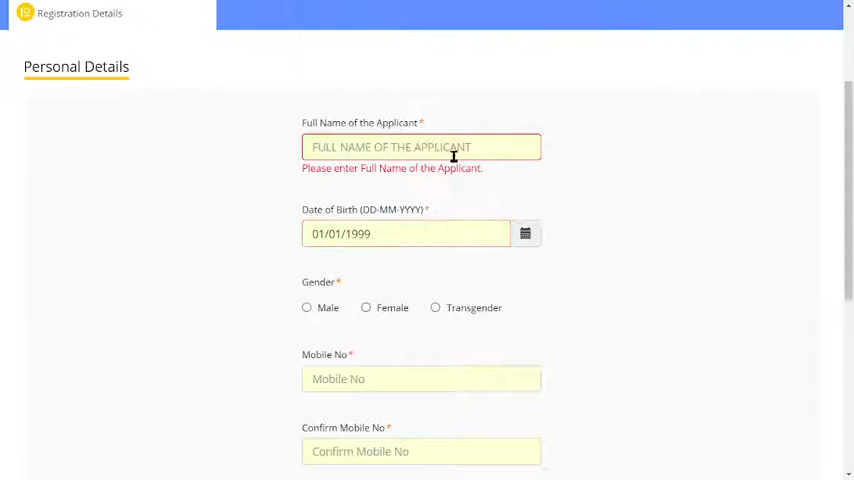 Registration Details
Personal Details
Full Name of the Applicant*
FULL NAME OF THE APPLICANT
Please enter Full Name of the Applicant.
Date of Birth (DD-MM-YYYY)*
01/01/1999
Gender*
Male Female Transgender
Mobile No*
Mobile No
Confirm Mobile No*
Confirm Mobile No